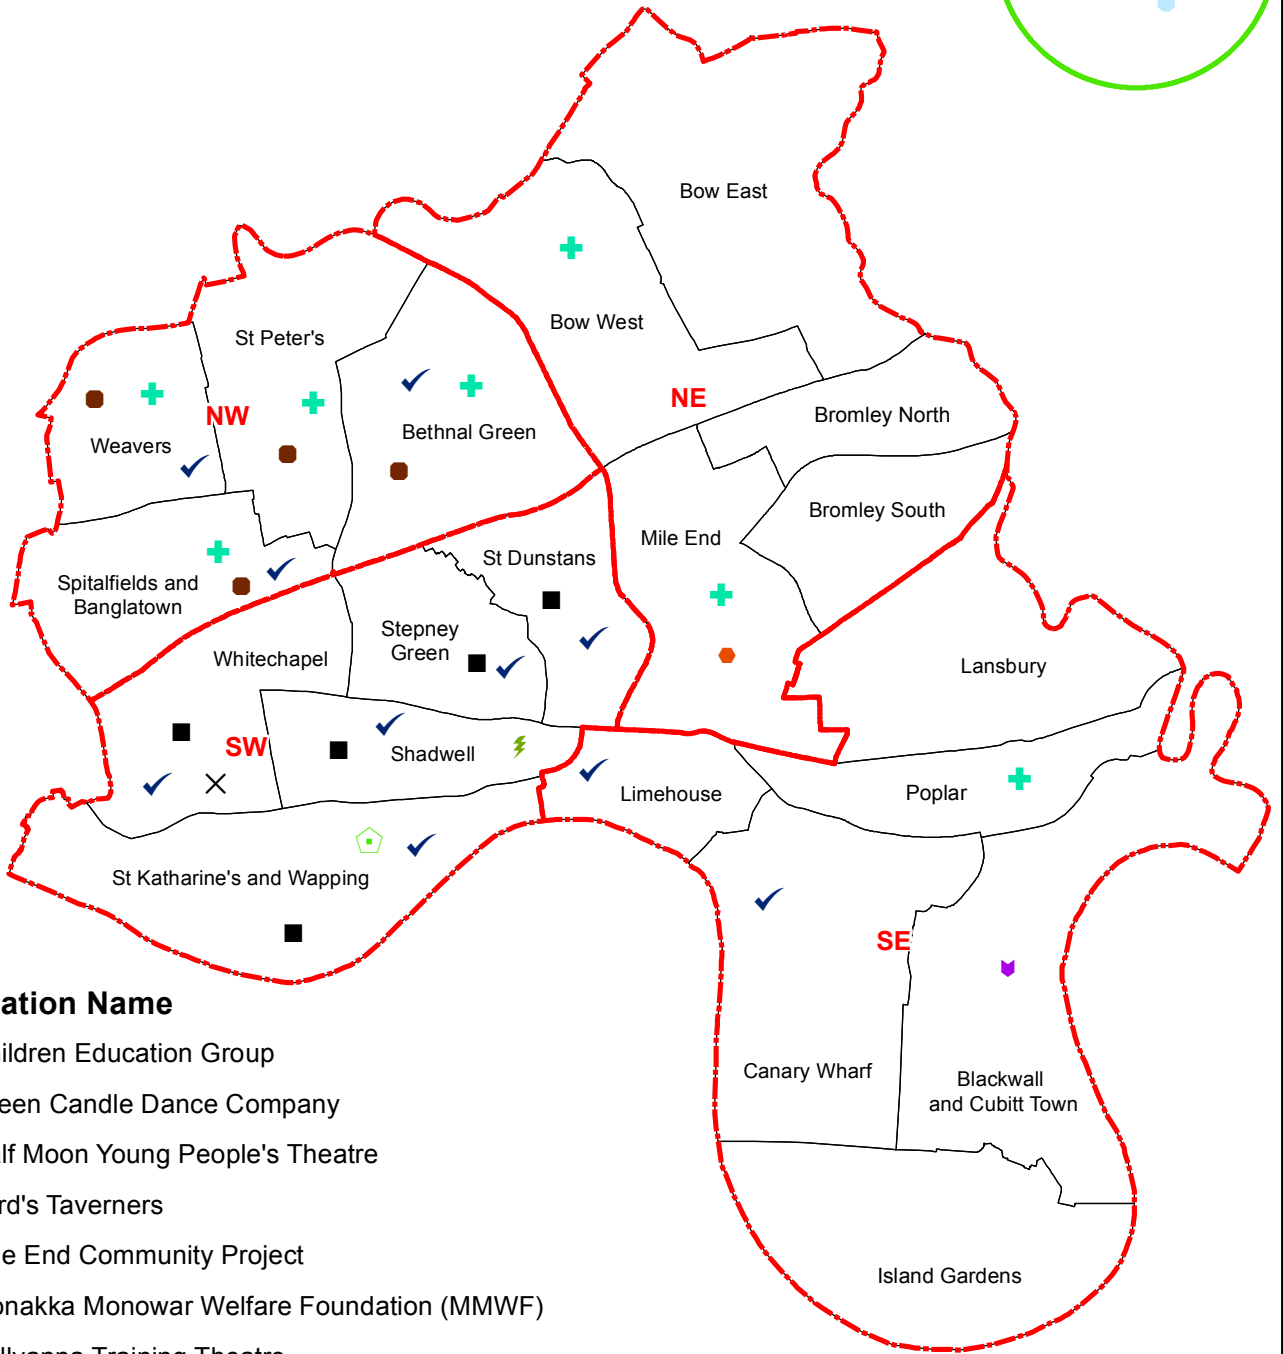 Bow East
Bow West
St Peter's
NE
NW
Bromley North
Weavers
Bethnal Green
Bromley South
Mile End
St Dunstans
Spitalfields and
Banglatown
Stepney
Green
Whitechapel
Lansbury
SW
Shadwell
Limehouse
Poplar
St Katharine's and Wapping
SE
Canary Wharf
Blackwall
and Cubitt Town
Island Gardens
ation Name
ildren Education Group
een Candle Dance Company
lf Moon Young People's Theatre
rd's Taverners
e End Community Project
onakka Monowar Welfare Foundation (MMWF)
Training Theatre